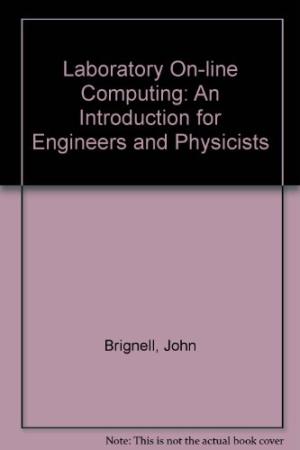 Laboratory On-line
Computing: An
Introduction for
Engineers and Physicists
Brignell, John
Note: This is not the actual book cover